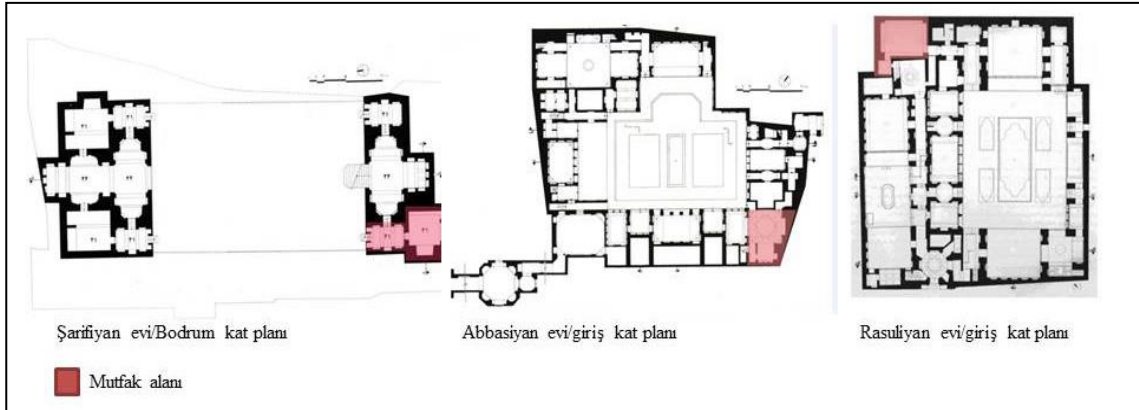 Şarifiyan evi/Bodrum kat planı
Abbasiyan evi/giriş kat planı
Rasuliyan evi/giriş kat planı
Mutfak alanı